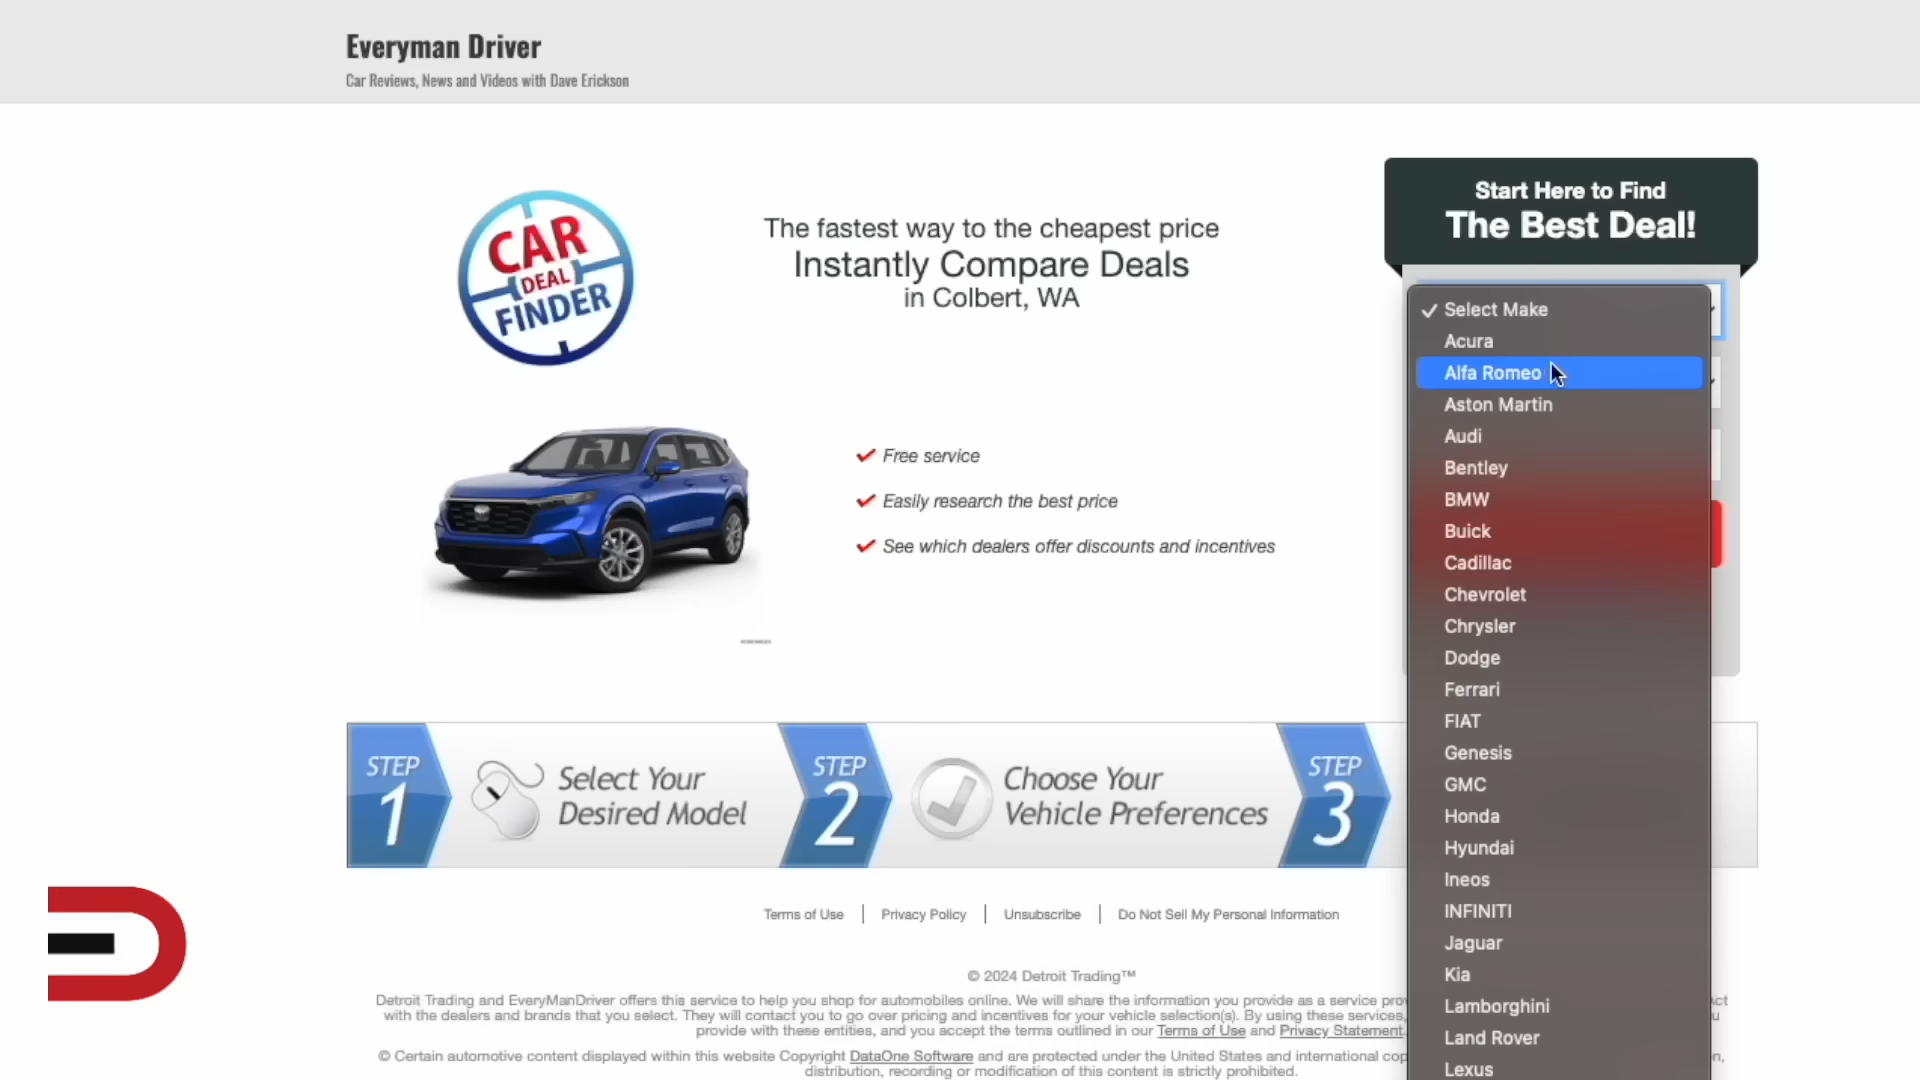 Everyman Driver
Car Reviews, News and Videos with Dave Erickson
CAR
DEAL
FINDER
The fastest way to the cheapest price
Instantly Compare Deals
in Colbert, WA
Free service
Easily research the best price
See which dealers offer discounts and incentives
Start Here to Find
The Best Deal!
✓ Select Make
Acura
Alfa Romeo
Aston Martin
Audi
Bentley
BMW
Buick
Cadillac
Chevrolet
Chrysler
Dodge
Ferrari
FIAT
Genesis
GMC
Honda
Hyundai
Ineos
INFINITI
Jaguar
Kia
Lamborghini
Land Rover
Lexus
STEP
1
Select Your
Desired Model
STEP
2
Choose Your
Vehicle Preferences
STEP
3
Terms of Use | Privacy Policy | Unsubscribe | Do Not Sell My Personal Information
© 2024 Detroit Trading™
Detroit Trading and EveryManDriver offers this service to help you shop for automobiles online. We will share the information you provide as a service
with the dealers and brands that you select. They will contact you to go over pricing and incentives for your vehicle selection(s). By using these services,
provide with these entities, and you accept the terms outlined in our Terms of Use and Privacy Statement.
© Certain automotive content displayed within this website Copyright DataOne Software and are protected under the United States and international
distribution, recording or modification of this content is strictly prohibited.